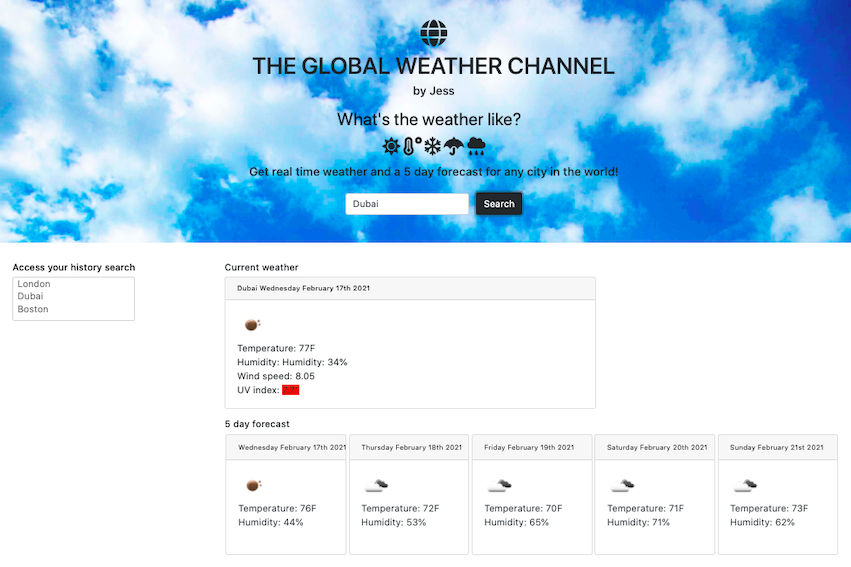 THE GLOBAL WEATHER CHANNEL
by Jess
What's the weather like?
Get real time weather and a 5 day forecast for any city in the world!
Dubai Search
Access your history search
London
Dubai
Boston
Current weather
Dubai Wednesday February 17th 2021
Temperature: 77F
Humidity: Humidity: 34%
Wind speed: 8.05
UV index:
5 day forecast
Wednesday February 17th 2021
Temperature: 76F
Humidity: 44%
Thursday February 18th 2021
Temperature: 72F
Humidity: 53%
Friday February 19th 2021
Temperature: 70F
Humidity: 65%
Saturday February 20th 2021
Temperature: 71F
Humidity: 71%
Sunday February 21st 2021
Temperature: 73F
Humidity: 62%